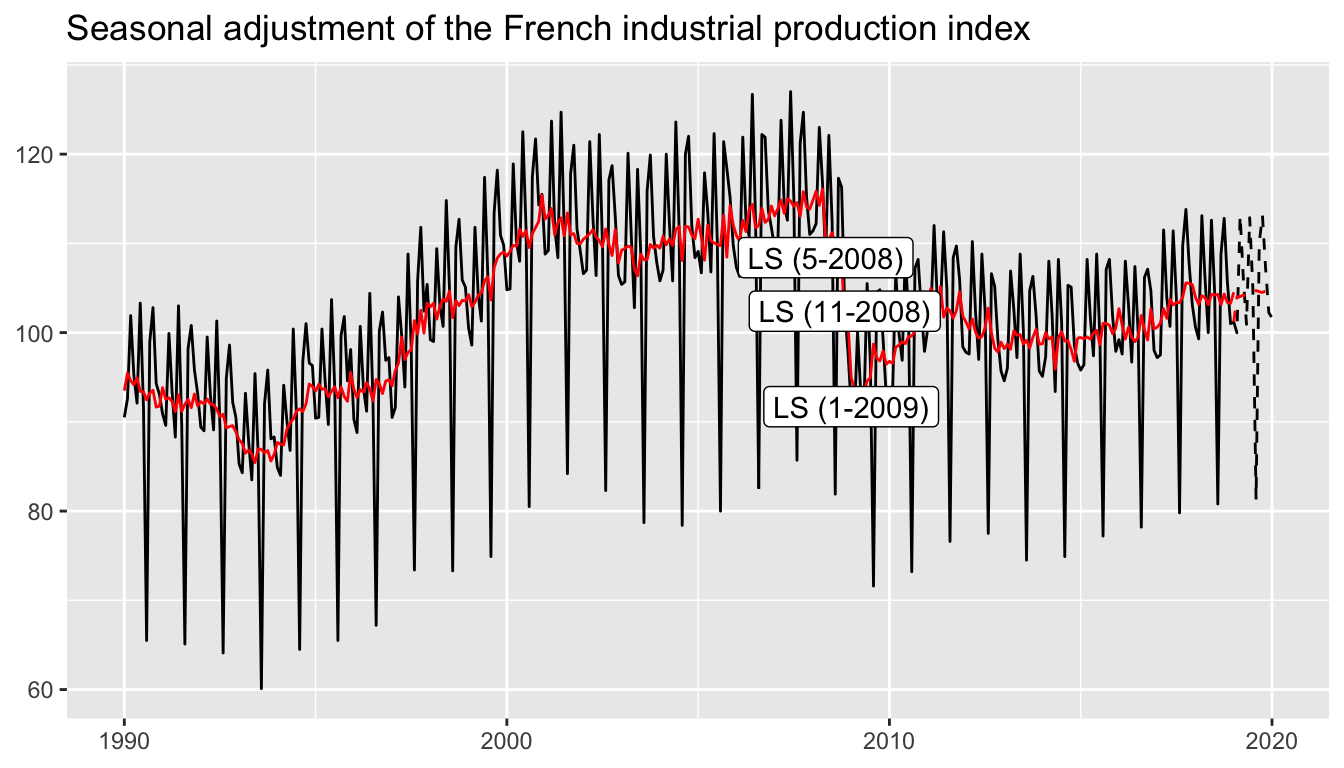 Seasonal adjustment of the French industrial production index
120
100
80
60
LS (5-2008)
LS (11-2008)
LS (1-2009)
1990
2000
2010
2020